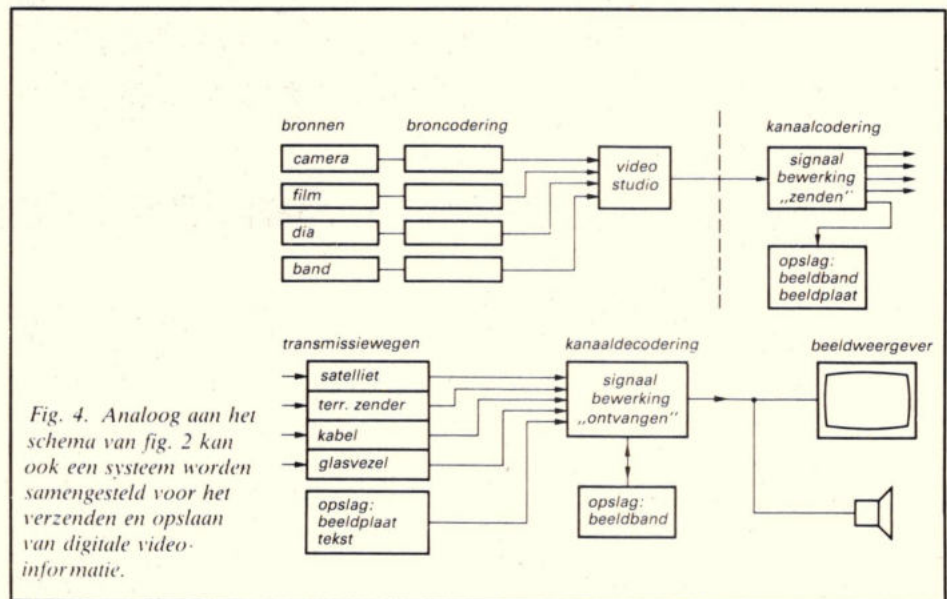 bronnen
broncodering
kanaalcodering
camera
film
dia
band
video
studio
signaal
bewerking
„zenden"
opslag:
beeldband
beeldplaat
transmissiewegen
kanaaldecodering
beeldweergever
satelliet
terr. zender
kabel
glasvezel
opslag:
beeldplaat
tekst
signaal
bewerking
„ontvangen"
opslag:
beeldband
Fig. 4. Analoog aan het
schema van fig. 2 kan
ook een systeem worden
samengesteld voor het
verzenden en opslaan
van digitale video-
informatie.